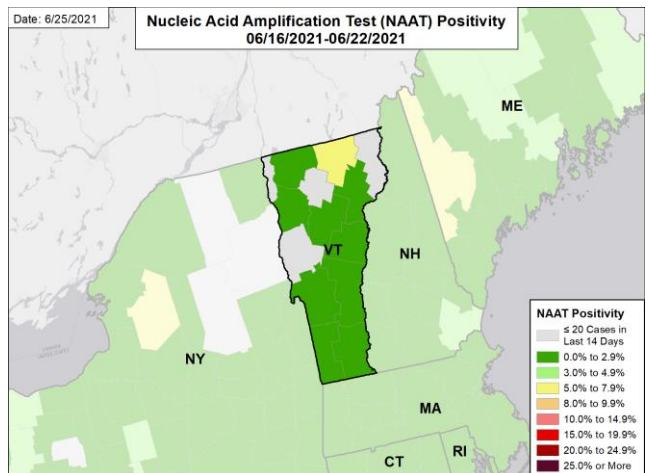 Date: 6/25/2021
Nucleic Acid Amplification Test (NAAT) Positivity
06/16/2021-06/22/2021
ME
VT
NH
NY
MA
CT
RI
NAAT Positivity
≤ 20 Cases in
Last 14 Days
0.0% to 2.9%
3.0% to 4.9%
5.0% to 7.9%
8.0% to 9.9%
10.0% to 14.9%
15.0% to 19.9%
20.0% to 24.9%
25.0% or More